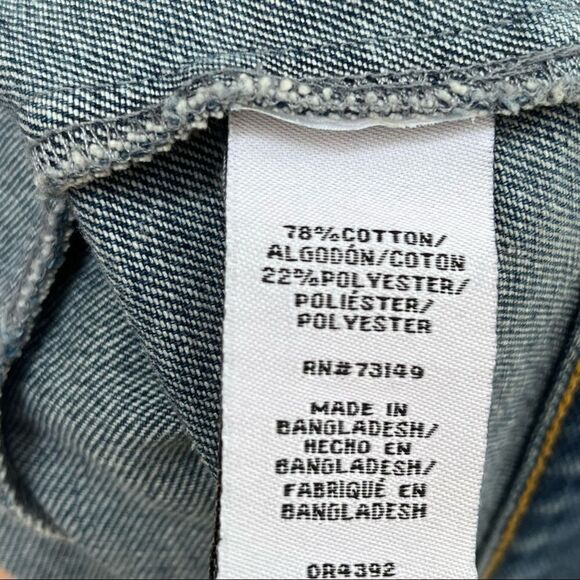 78%COTTON/
ALGODÓN/COTON
22%POLYESTER/
POLIÉSTER/
POLYESTER
RN#73149
MADE IN
BANGLADESH/
HECHO EN
BANGLADESH/
FABRIQUÉ EN
BANGLADESH
OR4392